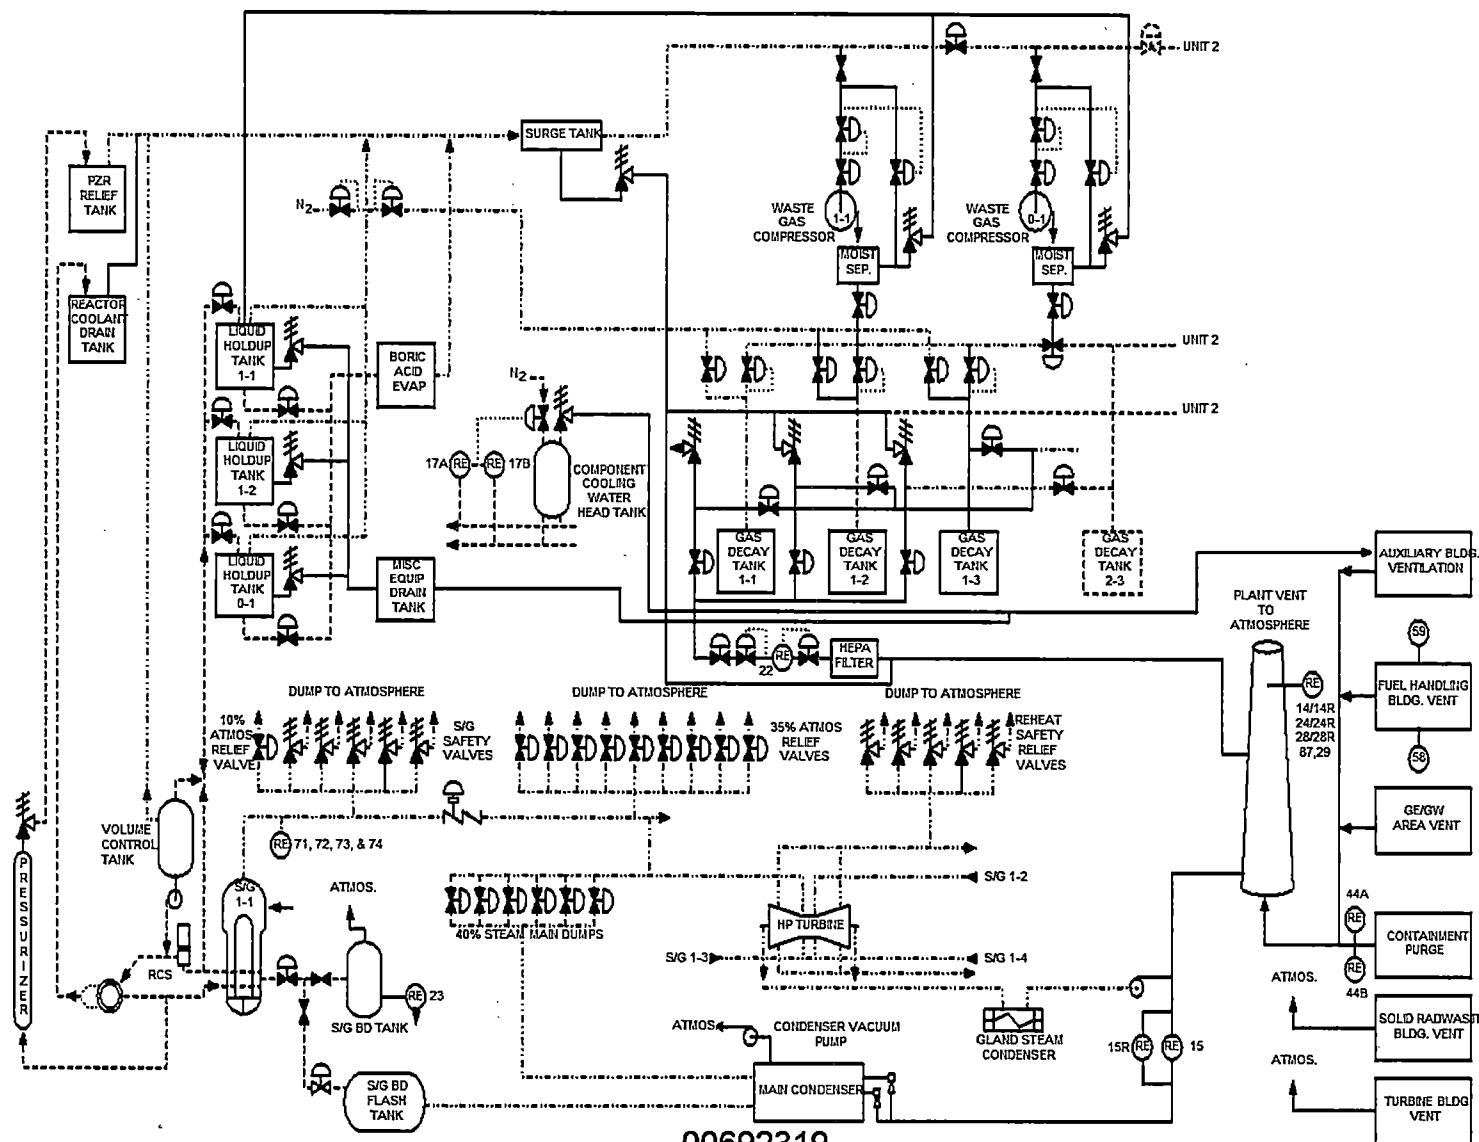 UNIT 2
SURGE TANK
PZR
RELIEF
TANK
N2
WASTE
GAS
COMPRESSOR
1-1
WASTE
GAS
COMPRESSOR
0-1
MOIST
SEP.
MOIST
SEP.
REACTOR
COOLANT
DRAIN
TANK
LIQUID
HOLDUP
TANK
1-1
BORIC
ACID
EVAP
UNIT 2
N2
UNIT 2
LIQUID
HOLDUP
TANK
1-2
17A
RE
RE
17B
COMPONENT
COOLING
WATER
HEAD TANK
LIQUID
HOLDUP
TANK
0-1
MISC
EQUIP
DRAIN
TANK
GAS
DECAY
TANK
1-1
GAS
DECAY
TANK
1-2
GAS
DECAY
TANK
1-3
GAS
DECAY
TANK
2-3
AUXILIARY BLDG.
VENTILATION
PLANT VENT
TO
ATMOSPHERE
22
RE
HEPA
FILTER
59
FUEL HANDLING
BLDG. VENT
58
RE
14/14R
24/24R
28/28R
87,29
DUMP TO ATMOSPHERE
DUMP TO ATMOSPHERE
DUMP TO ATMOSPHERE
10%
ATMOS
RELIEF
VALVE
S/G
SAFETY
VALVES
35% ATMOS
RELIEF
VALVES
REHEAT
SAFETY
RELIEF
VALVES
GE/GW
AREA VENT
VOLUME
CONTROL
TANK
RE
71, 72, 73, & 74
PRESSURIZER
S/G
1-1
ATMOS.
40% STEAM MAIN DUMPS
S/G 1-2
HP TURBINE
S/G 1-3
S/G 1-4
44A
RE
RE
44B
CONTAINMENT
PURGE
RCS
RE
23
S/G BD TANK
ATMOS.
SOLID RADWAST
BLDG. VENT
ATMOS
CONDENSER VACUUM
PUMP
GLAND STEAM
CONDENSER
15R
RE
RE
15
ATMOS.
S/G BD
FLASH
TANK
MAIN CONDENSER
TURBINE BLDG
VENT
00692319